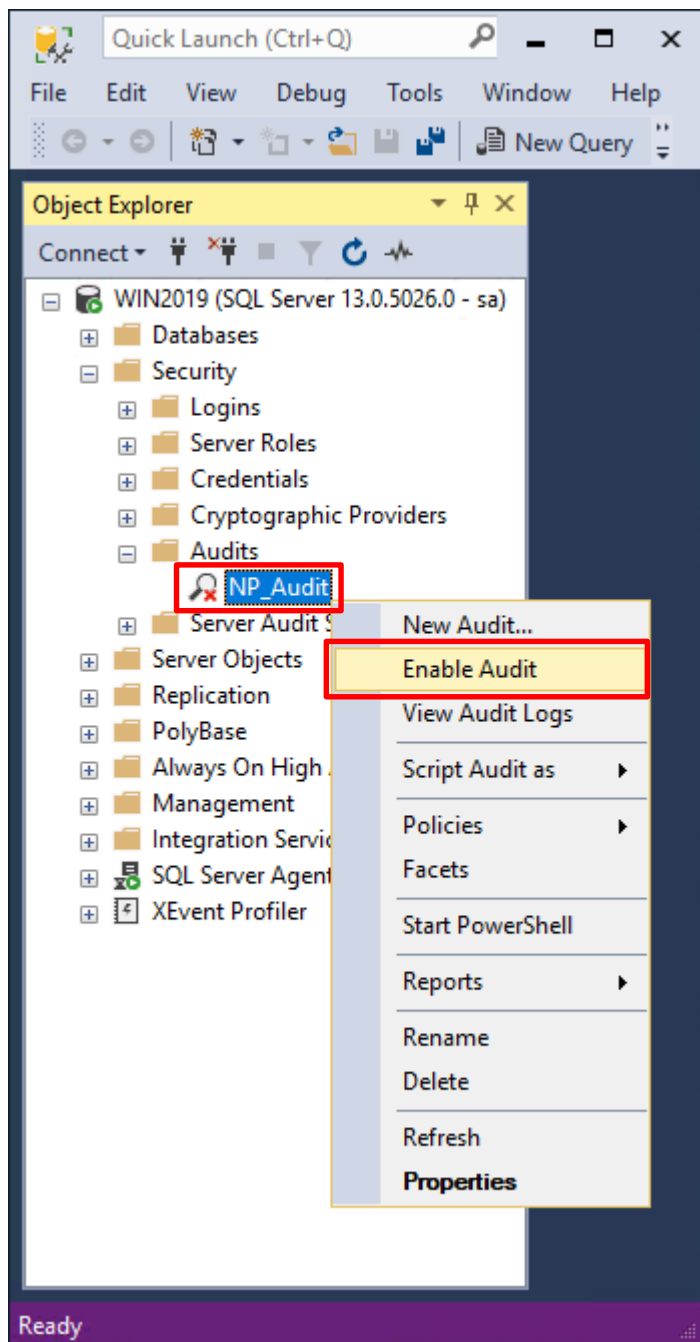 Quick Launch (Ctrl+Q)
File Edit View Debug Tools Window Help
New Query
Object Explorer
Connect
WIN2019 (SQL Server 13.0.5026.0 - sa)
Databases
Security
Logins
Server Roles
Credentials
Cryptographic Providers
Audits
NP_Audit
Server Audit S
Server Objects
Replication
PolyBase
Always On High
Management
Integration Servic
SQL Server Agent
XEvent Profiler
New Audit...
Enable Audit
View Audit Logs
Script Audit as
Policies
Facets
Start PowerShell
Reports
Rename
Delete
Refresh
Properties
Ready